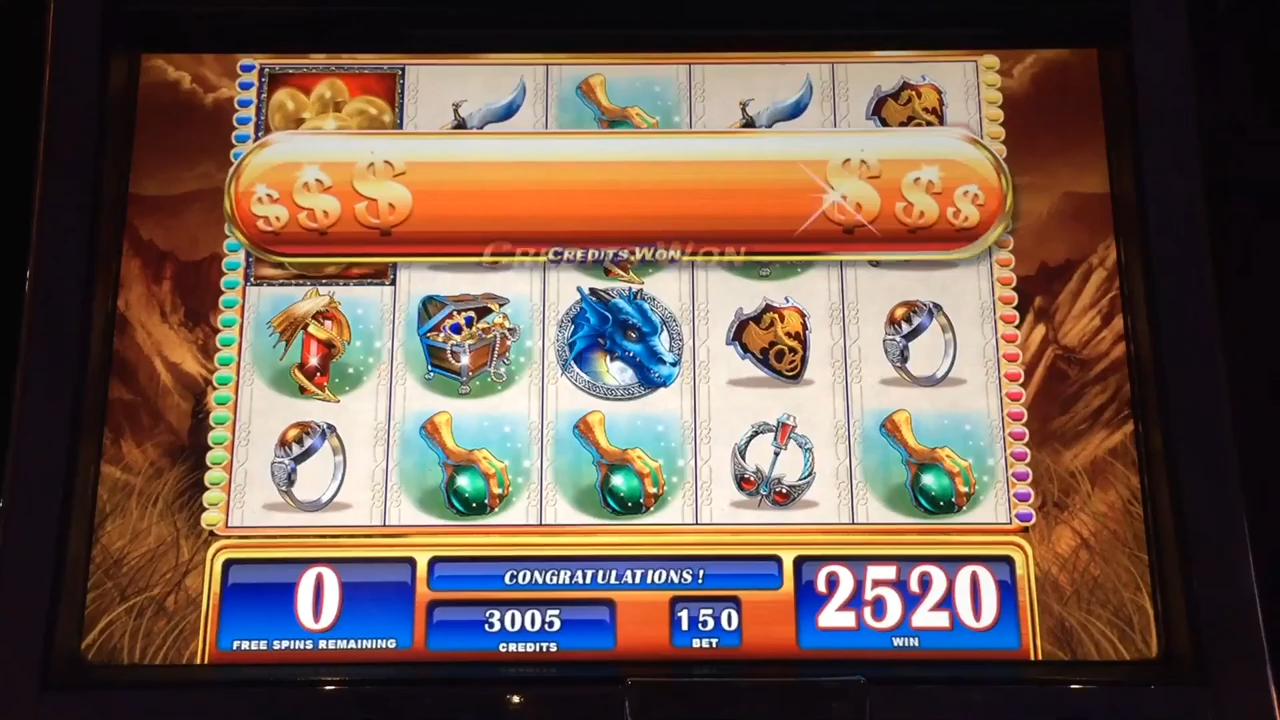 $ $ $ $ $ $
CREDITS WON
0
FREE SPINS REMAINING
CONGRATULATIONS!
3005
CREDITS
150
BET
2520
WIN